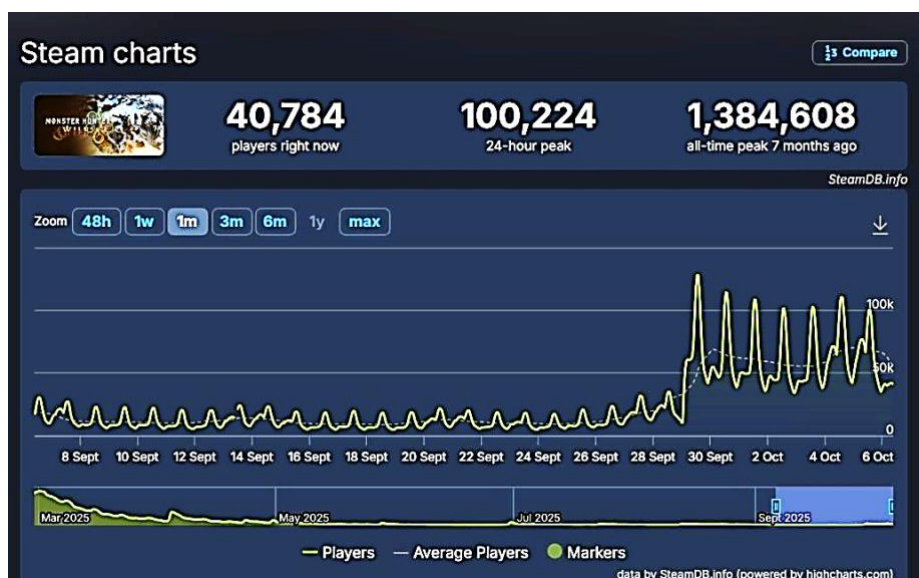 Steam charts
Compare
MONSTER HUNTER
WILDS
40,784
players right now
100,224
24-hour peak
1,384,608
all-time peak 7 months ago
SteamDB.info
Zoom 48h 1w 1m 3m 6m 1y max
100k
50k
0
8 Sept 10 Sept 12 Sept 14 Sept 16 Sept 18 Sept 20 Sept 22 Sept 24 Sept 26 Sept 28 Sept 30 Sept 2 Oct 4 Oct 6 Oct
Mar 2025 May 2025 Jul 2025 Sept 2025
Players Average Players Markers
data by SteamDB.info (powered by highcharts.com)